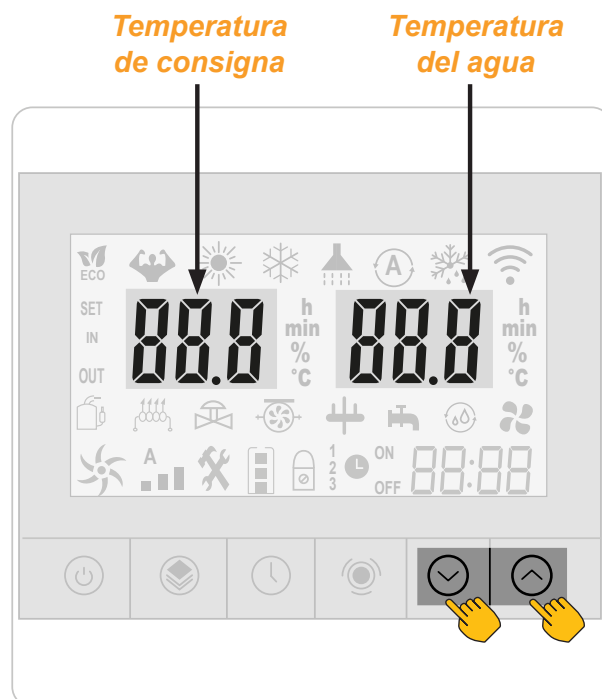 Temperatura
de consigna
Temperatura
del agua
ECO
A
SET
IN
OUT
88.8
h
min
%
°C
88.8
h
min
%
°C
A
1
2
3
ON
OFF
88:88